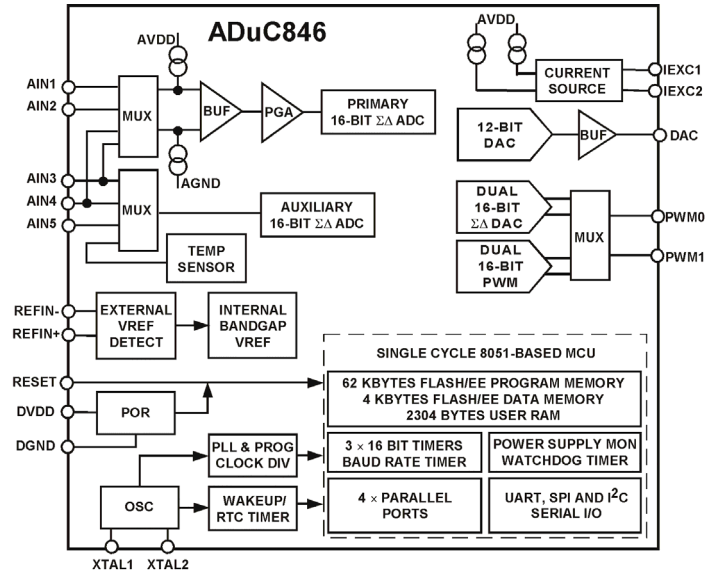 ADuC846
AVDD
AIN1
AIN2
MUX
BUF
PGA
PRIMARY
16-BIT ΣΔ ADC
AGND
AIN3
AIN4
AIN5
MUX
AUXILIARY
16-BIT ΣΔ ADC
TEMP
SENSOR
AVDD
CURRENT
SOURCE
IEXC1
IEXC2
12-BIT
DAC
BUF
DAC
DUAL
16-BIT
ΣΔ DAC
DUAL
16-BIT
PWM
MUX
PWM0
PWM1
REFIN-
REFIN+
EXTERNAL
VREF
DETECT
INTERNAL
BANDGAP
VREF
RESET
DVDD
DGND
POR
SINGLE CYCLE 8051-BASED MCU
62 KBYTES FLASH/EE PROGRAM MEMORY
4 KBYTES FLASH/EE DATA MEMORY
2304 BYTES USER RAM
PLL & PROG
CLOCK DIV
3 × 16 BIT TIMERS
BAUD RATE TIMER
POWER SUPPLY MON
WATCHDOG TIMER
OSC
WAKEUP/
RTC TIMER
4 × PARALLEL
PORTS
UART, SPI AND I²C
SERIAL I/O
XTAL1
XTAL2